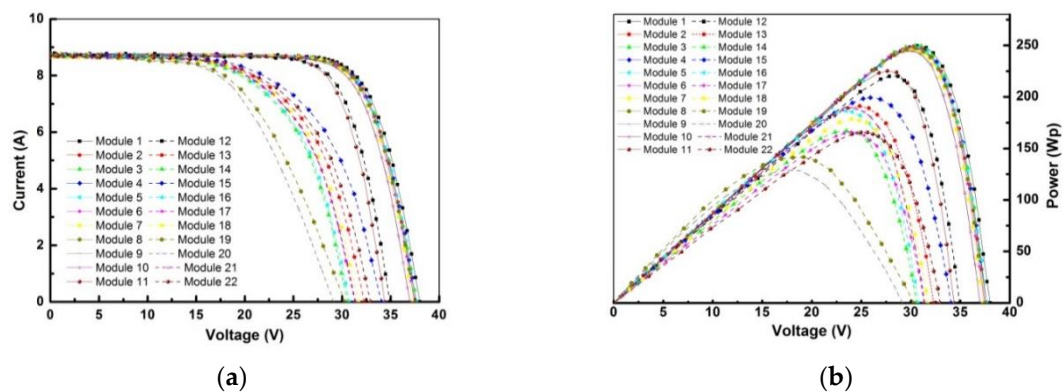 10
8
6
4
2
0
Current (A)
Module 1 Module 12
Module 2 Module 13
Module 3 Module 14
Module 4 Module 15
Module 5 Module 16
Module 6 Module 17
Module 7 Module 18
Module 8 Module 19
Module 9 Module 20
Module 10 Module 21
Module 11 Module 22
0 5 10 15 20 25 30 35 40
Voltage (V)
(a)
Module 1 Module 12
Module 2 Module 13
Module 3 Module 14
Module 4 Module 15
Module 5 Module 16
Module 6 Module 17
Module 7 Module 18
Module 8 Module 19
Module 9 Module 20
Module 10 Module 21
Module 11 Module 22
250
200
150
100
50
0
Power (Wp)
0 5 10 15 20 25 30 35 40
Voltage (V)
(b)